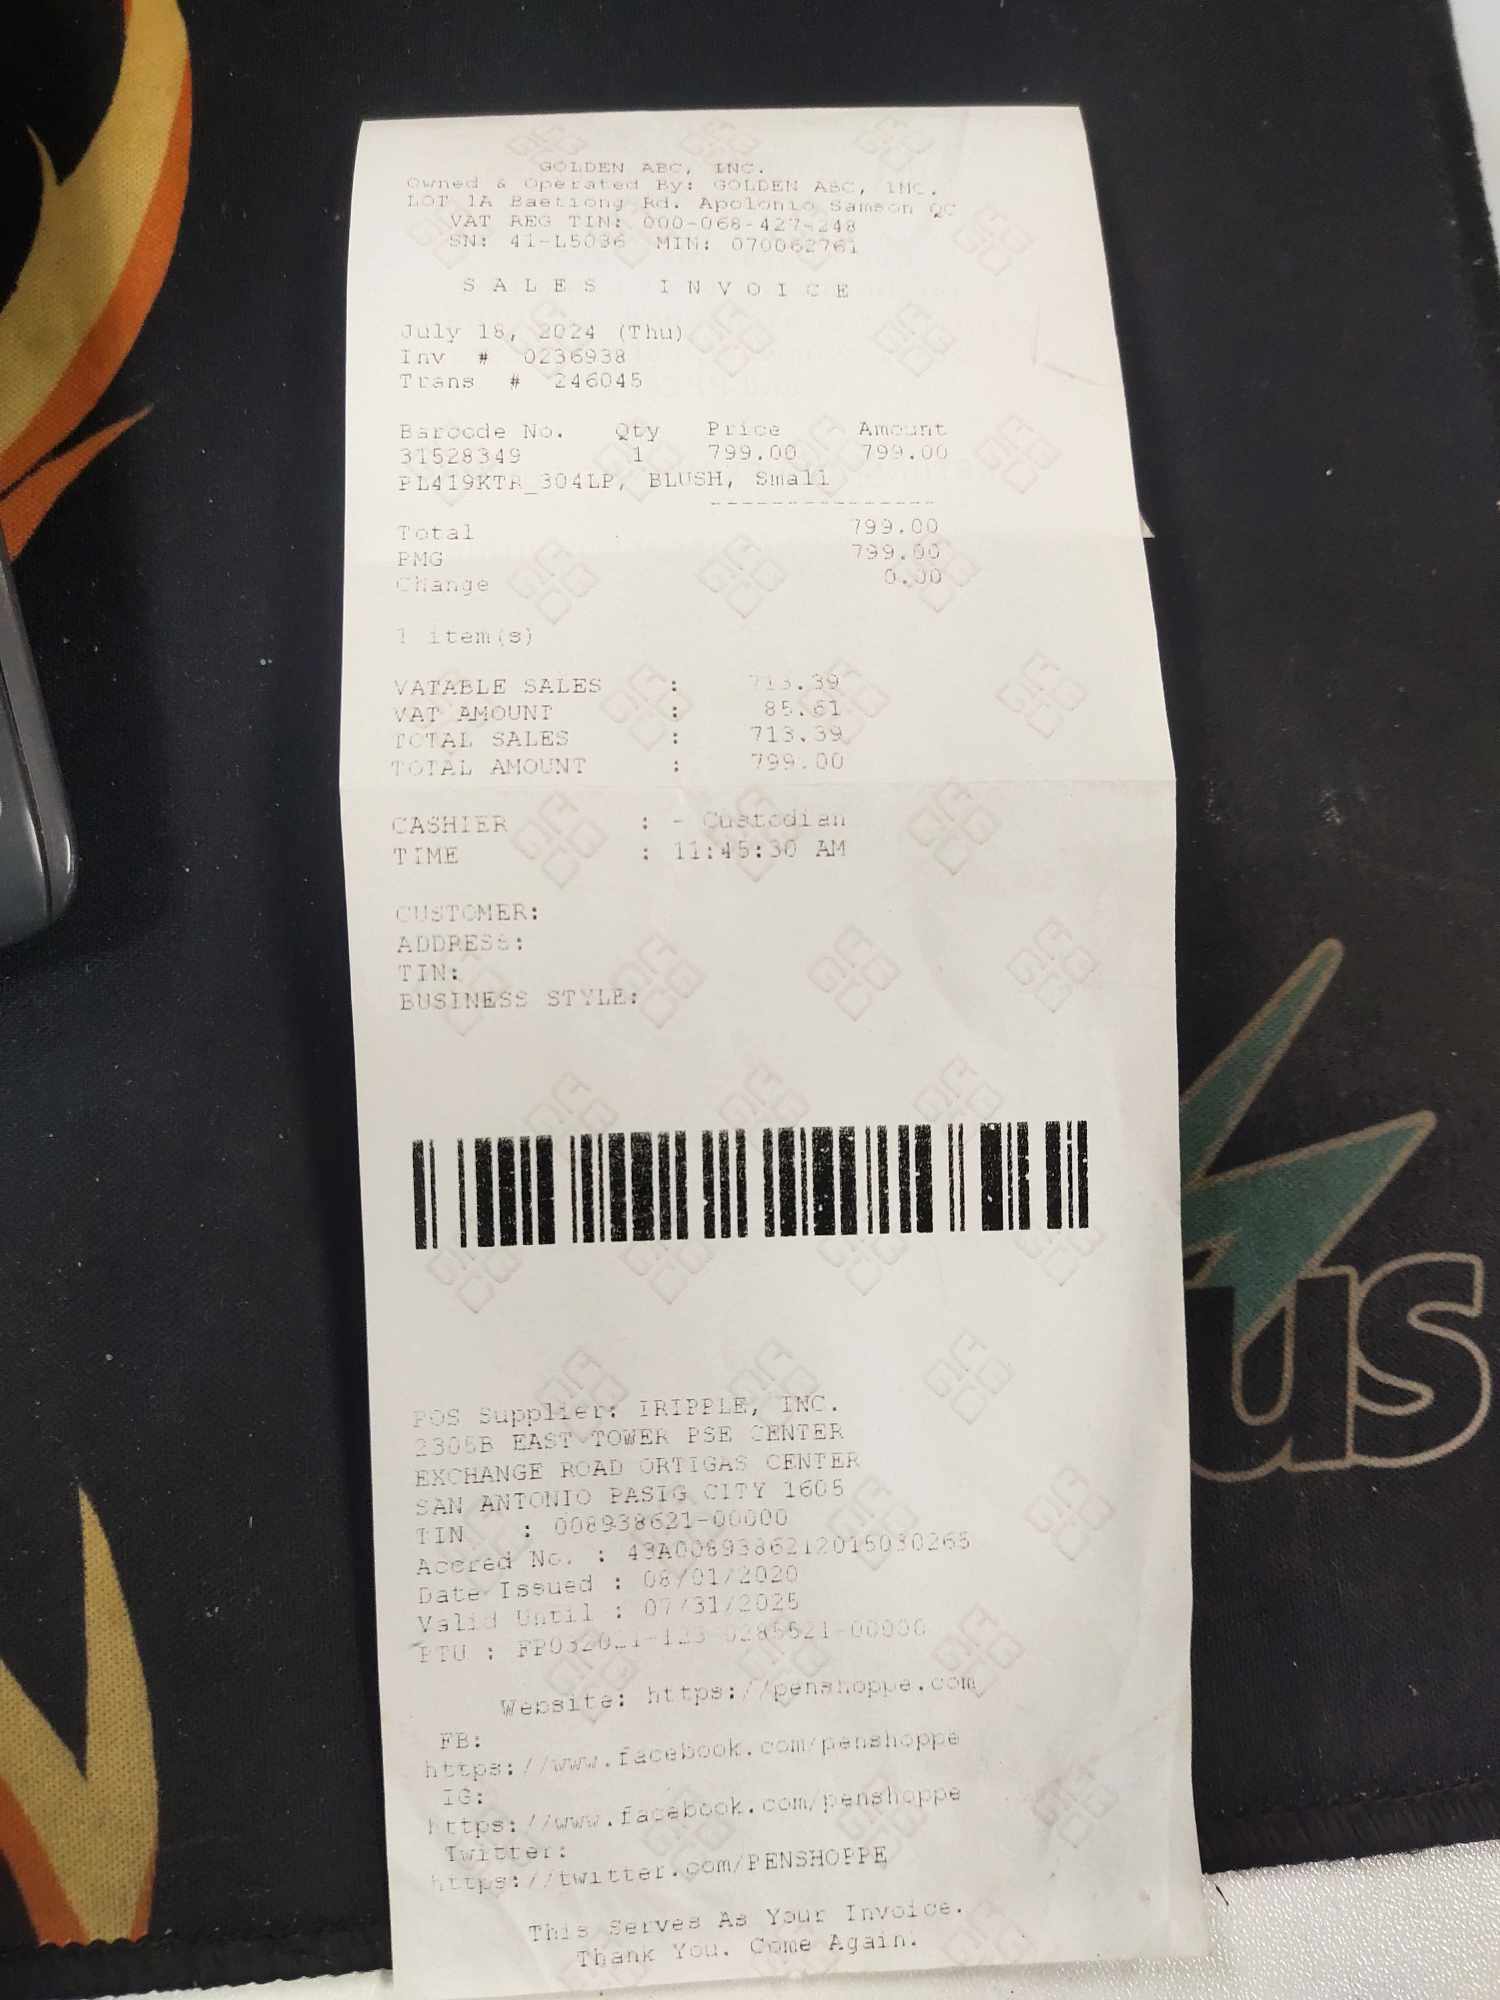 GOLDEN ABC, INC.
Owned & Operated By: GOLDEN ABC, INC.
LOT 1A Baetiong Rd. Apolonio Samson QC
VAT REG TIN: 000-068-427-248
SN: 41-L5036 MIN: 070062761
SALES INVOICE
July 18, 2024 (Thu)
Inv # 0236938
Trans # 246045
Barcode No. Qty Price Amount
31528349 1 799.00 799.00
PL419KTR_304LP, BLUSH, Small
Total 799.00
PMG 799.00
Change 0.00
1 item(s)
VATABLE SALES : 713.39
VAT AMOUNT : 85.61
TOTAL SALES : 713.39
TOTAL AMOUNT : 799.00
CASHIER : - Custodian
TIME : 11:45:30 AM
CUSTOMER:
ADDRESS:
TIN:
BUSINESS STYLE:
POS Supplier: IRIPPLE, INC.
2305B EAST TOWER PSE CENTER
EXCHANGE ROAD ORTIGAS CENTER
SAN ANTONIO PASIG CITY 1605
TIN : 008938621-00000
Accred No. : 43A0089386212015030265
Date Issued : 08/01/2020
Valid Until : 07/31/2025
PTU :
Website: https://penshoppe.com
FB:
https://www.facebook.com/penshoppe
IG:
https://www.facebook.com/penshoppe
Twitter:
https://twitter.com/PENSHOPPE
This Serves As Your Invoice.
Thank You. Come Again.
us